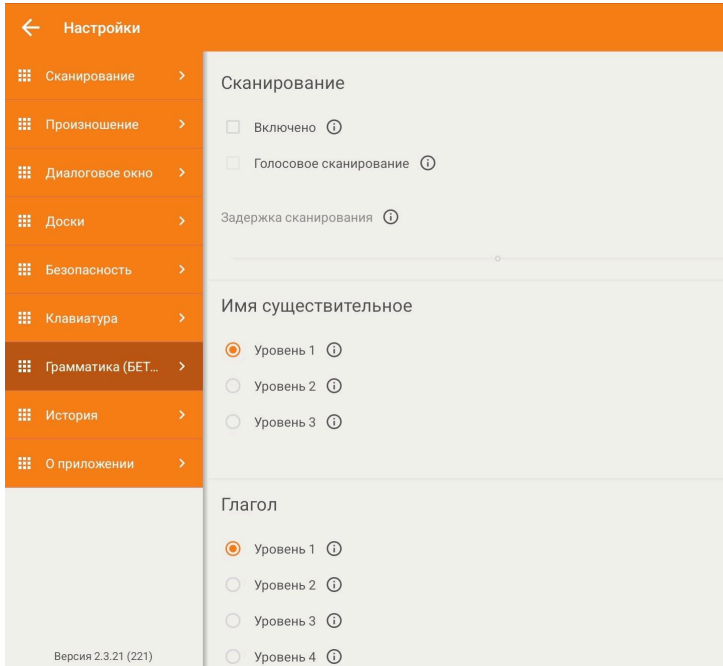 Настройки
Сканирование
Произношение
Диалоговое окно
Доски
Безопасность
Клавиатура
Грамматика (БЕТ...
История
О приложении
Версия 2.3.21 (221)
Сканирование
Включено
Голосовое сканирование
Задержка сканирования
Имя существительное
Уровень 1
Уровень 2
Уровень 3
Глагол
Уровень 1
Уровень 2
Уровень 3
Уровень 4